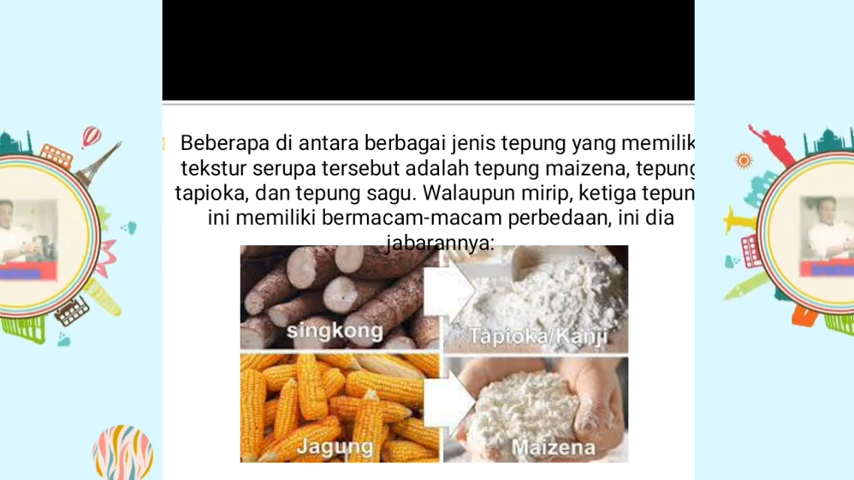 Beberapa di antara berbagai jenis tepung yang memilik
tekstur serupa tersebut adalah tepung maizena, tepung
tapioka, dan tepung sagu. Walaupun mirip, ketiga tepun
ini memiliki bermacam-macam perbedaan, ini dia
jabarannya:
singkong
Tapioka/Kanji
Jagung
Maizena